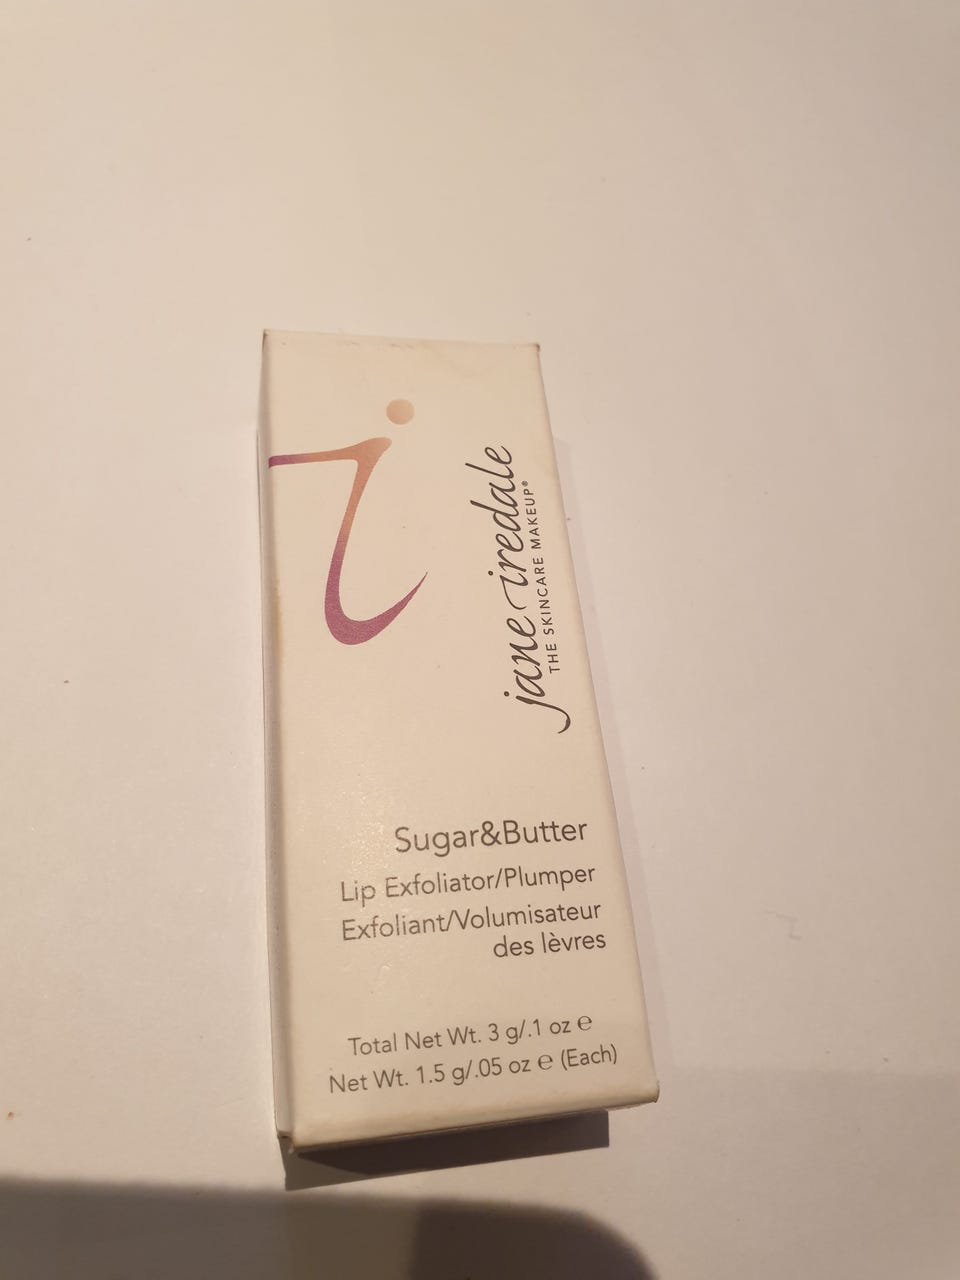 jane iredale
THE SKINCARE MAKEUP®
Sugar&Butter
Lip Exfoliator/Plumper
Exfoliant/Volumisateur
des lèvres
Total Net Wt. 3 g/.1 oz ℮
Net Wt. 1.5 g/.05 oz ℮ (Each)